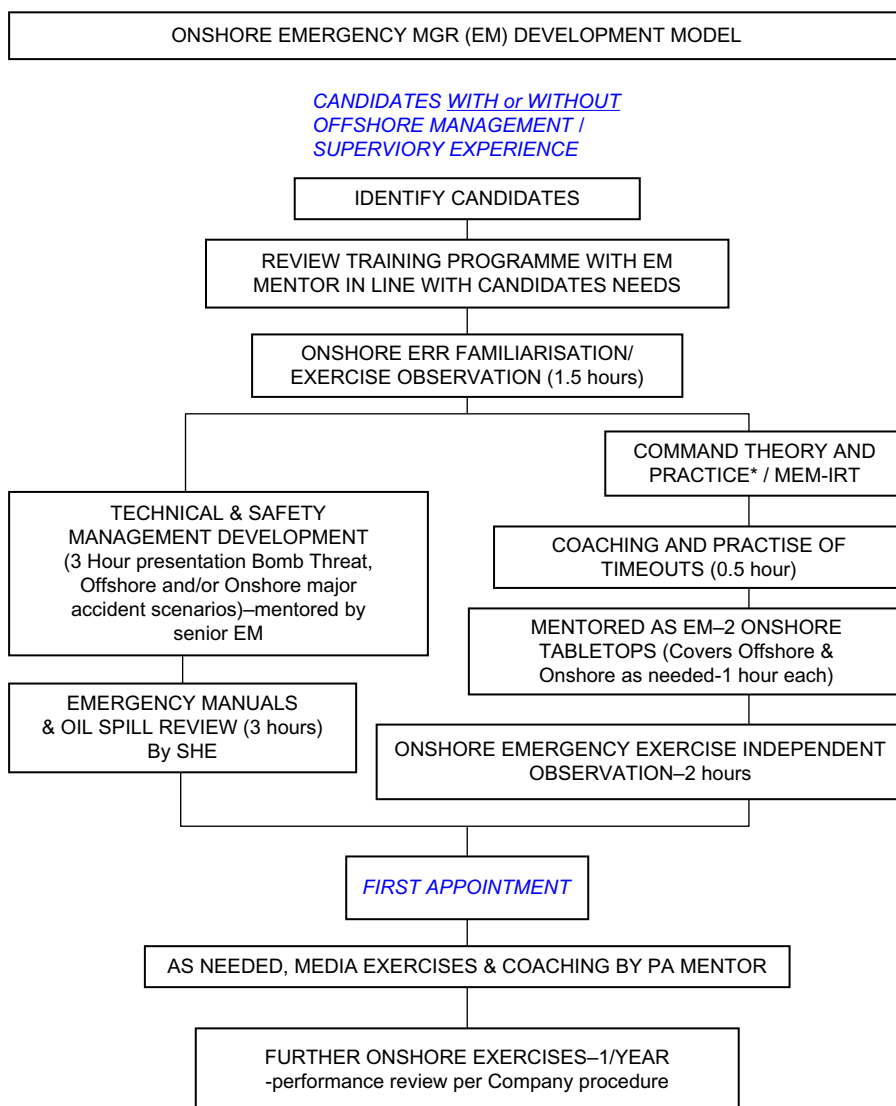 ONSHORE EMERGENCY MGR (EM) DEVELOPMENT MODEL
CANDIDATES WITH or WITHOUT
OFFSHORE MANAGEMENT /
SUPERVIORY EXPERIENCE
IDENTIFY CANDIDATES
REVIEW TRAINING PROGRAMME WITH EM
MENTOR IN LINE WITH CANDIDATES NEEDS
ONSHORE ERR FAMILIARISATION/
EXERCISE OBSERVATION (1.5 hours)
TECHNICAL & SAFETY
MANAGEMENT DEVELOPMENT
(3 Hour presentation Bomb Threat,
Offshore and/or Onshore major
accident scenarios)–mentored by
senior EM
EMERGENCY MANUALS
& OIL SPILL REVIEW (3 hours)
By SHE
COMMAND THEORY AND
PRACTICE* / MEM-IRT
COACHING AND PRACTISE OF
TIMEOUTS (0.5 hour)
MENTORED AS EM–2 ONSHORE
TABLETOPS (Covers Offshore &
Onshore as needed-1 hour each)
ONSHORE EMERGENCY EXERCISE INDEPENDENT
OBSERVATION–2 hours
FIRST APPOINTMENT
AS NEEDED, MEDIA EXERCISES & COACHING BY PA MENTOR
FURTHER ONSHORE EXERCISES–1/YEAR
-performance review per Company procedure